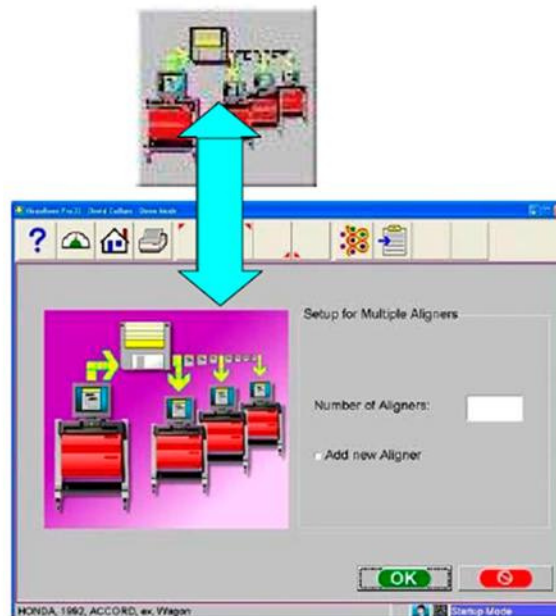 ?
Setup for Multiple Aligners
Number of Aligners:
Add new Aligner
OK
HONDA, 1992, ACCORD, ex, Wagon
Startup Mode